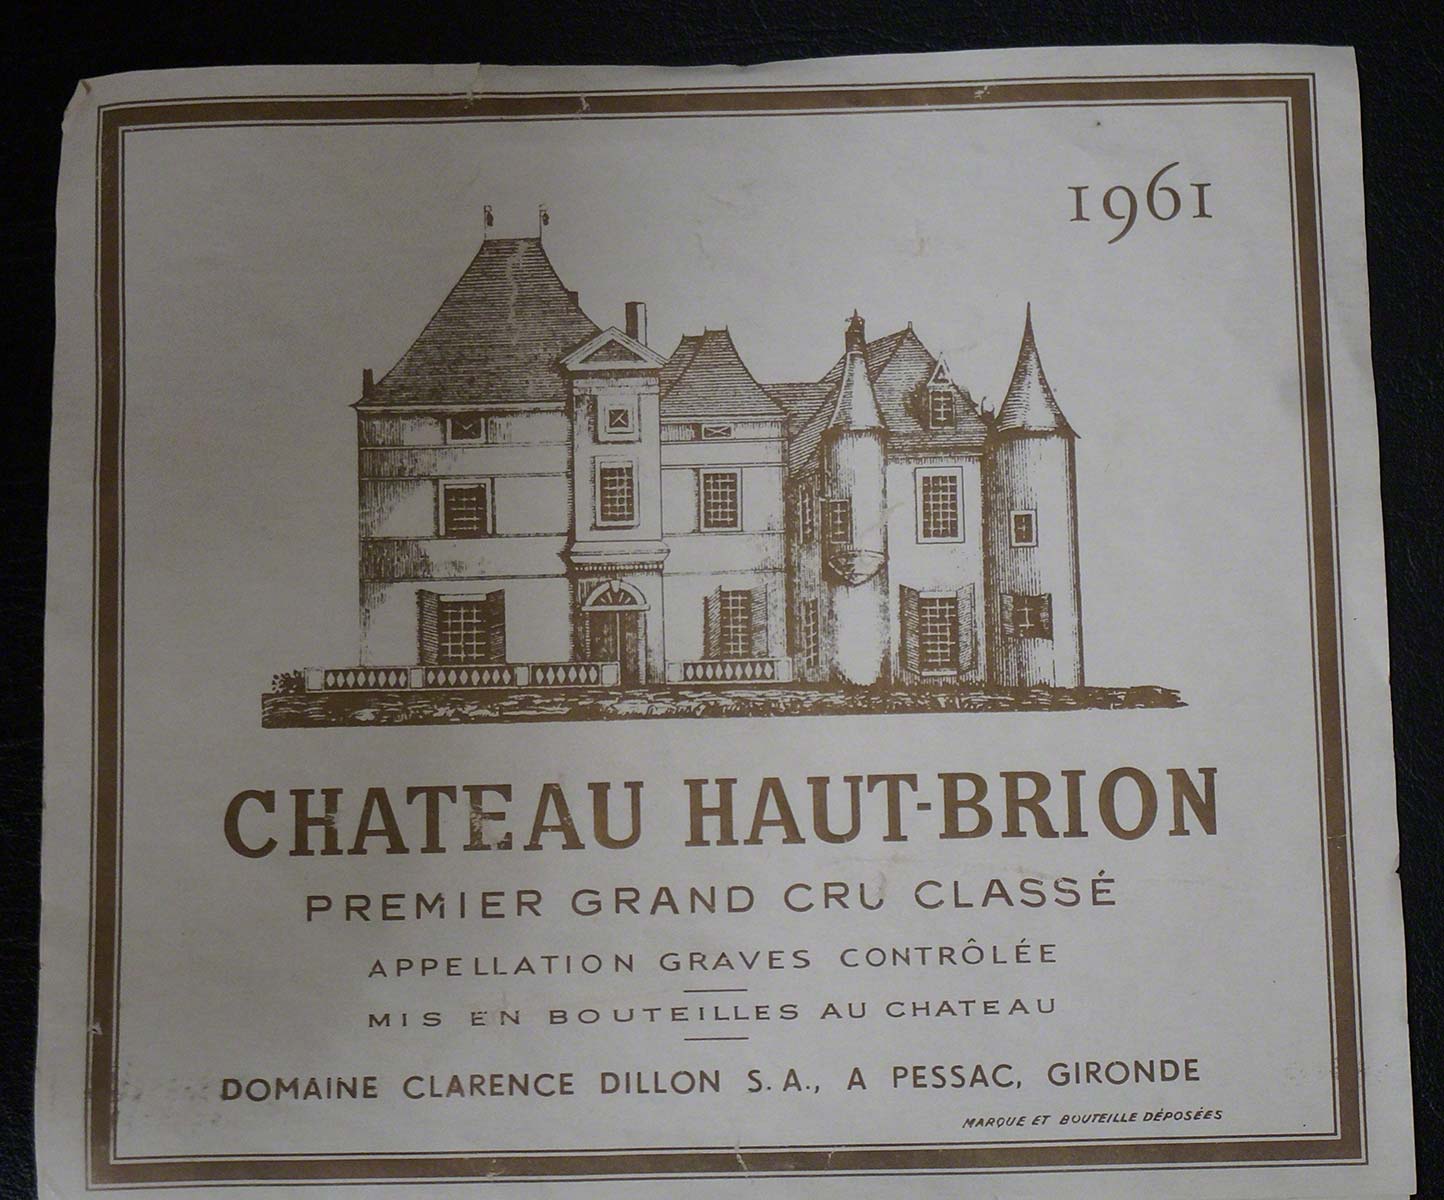 1961
CHATEAU HAUT-BRION
PREMIER GRAND CRU CLASSÉ
APPELLATION GRAVES CONTRÔLÉE
MIS EN BOUTEILLES AU CHATEAU
DOMAINE CLARENCE DILLON S.A., A PESSAC, GIRONDE
MARQUE ET BOUTEILLE DÉPOSÉES